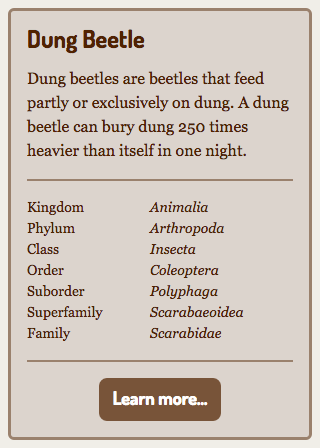 Dung Beetle
Dung beetles are beetles that feed
partly or exclusively on dung. A dung
beetle can bury dung 250 times
heavier than itself in one night.
Kingdom Animalia
Phylum Arthropoda
Class Insecta
Order Coleoptera
Suborder Polyphaga
Superfamily Scarabaeoidea
Family Scarabidae
Learn more...